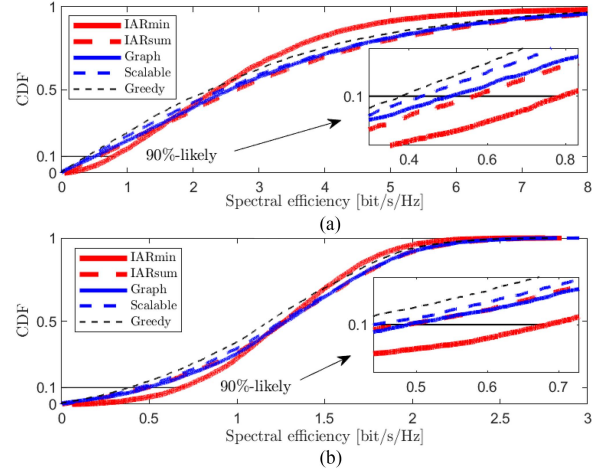 1
IARmin
IARsum
Graph
Scalable
Greedy
CDF
0.5
0.1
0.1
90%-likely
0.4 0.6 0.8
0
0 1 2 3 4 5 6 7 8
Spectral efficiency [bit/s/Hz]
(a)
1
IARmin
IARsum
Graph
Scalable
Greedy
CDF
0.5
0.1
0.1
90%-likely
0.5 0.6 0.7
0
0 0.5 1 1.5 2 2.5 3
Spectral efficiency [bit/s/Hz]
(b)